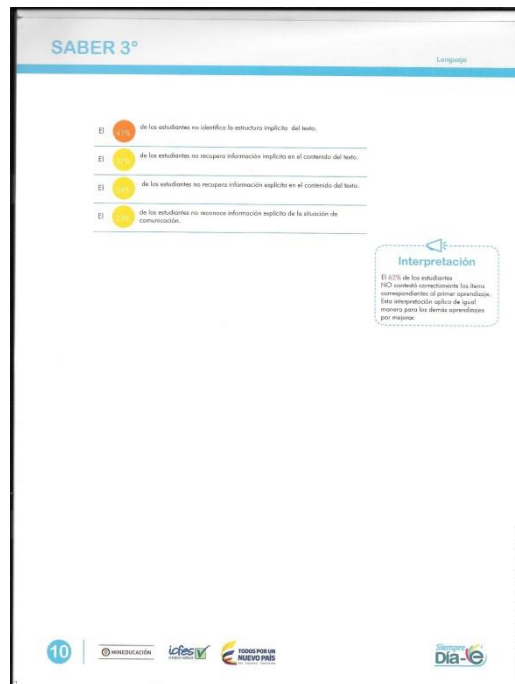 SABER 3°
Lenguaje
El 41% de los estudiantes no identifica la estructura implícita del texto.
El de los estudiantes no recupera información implícita en el contenido del texto.
El de los estudiantes no recupera información explícita en el contenido del texto.
El de los estudiantes no reconoce información explícita de la situación de
comunicación.
Interpretación
El 62% de los estudiantes
NO contestó correctamente los ítems
correspondientes al primer aprendizaje.
Esta interpretación aplica de igual
manera para los demás aprendizajes
por mejorar.
10
MINEDUCACIÓN
icfes
TODOS POR UN
NUEVO PAÍS
Siempre
Día-e